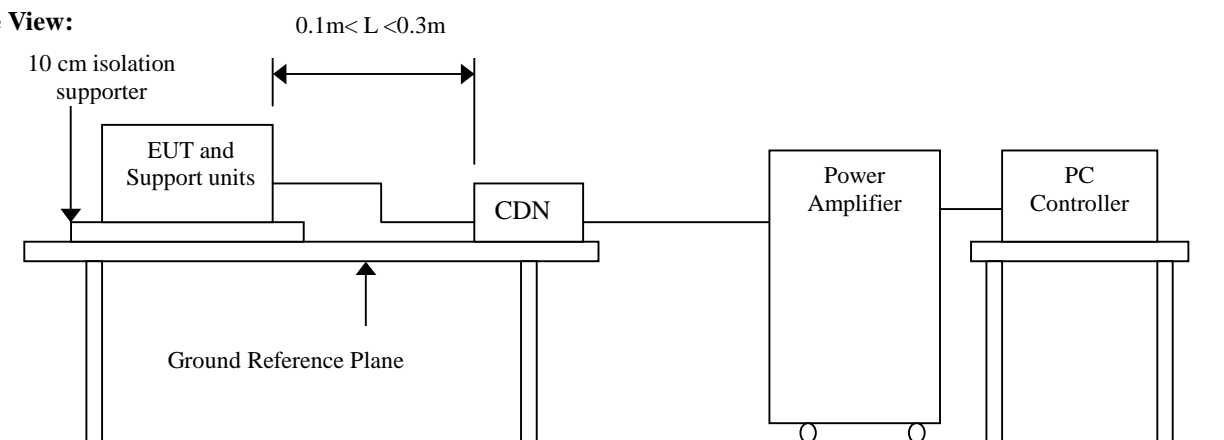 View:
0.1m< L <0.3m
10 cm isolation
supporter
EUT and
Support units
CDN
Power
Amplifier
PC
Controller
Ground Reference Plane